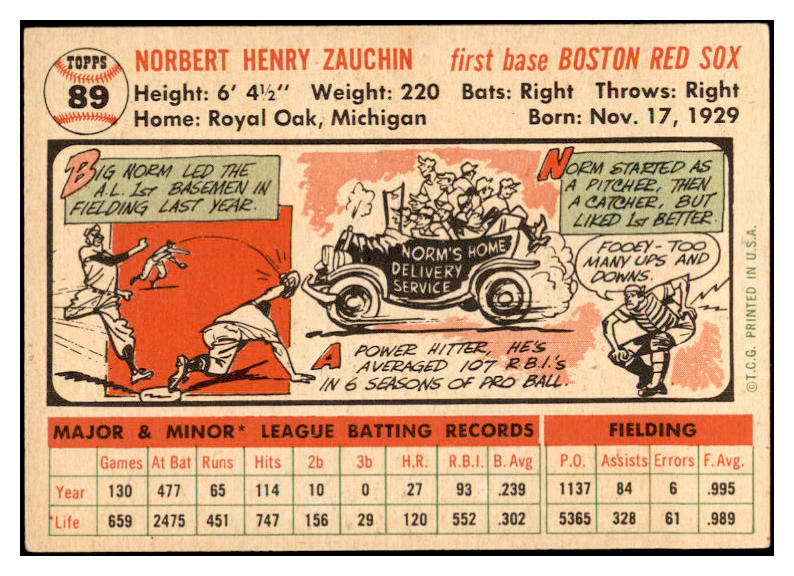 TOPPS
89
NORBERT HENRY ZAUCHIN first base BOSTON RED SOX
Height: 6' 4½" Weight: 220 Bats: Right Throws: Right
Home: Royal Oak, Michigan Born: Nov. 17, 1929
BIG NORM LED THE
A.L. 1st BASEMEN IN
FIELDING LAST YEAR.
NORM'S HOME
DELIVERY
SERVICE
A POWER HITTER, HE'S
AVERAGED 107 R.B.I.'s
IN 6 SEASONS OF PRO BALL.
NORM STARTED AS
A PITCHER, THEN
A CATCHER, BUT
LIKED 1st BETTER.
FOOEY - TOO
MANY UPS AND
DOWNS.
©T.C.G. PRINTED IN U.S.A.
MAJOR & MINOR* LEAGUE BATTING RECORDS FIELDING
Games At Bat Runs Hits 2b 3b H.R. R.B.I. B. Avg P.O. Assists Errors F. Avg.
Year 130 477 65 114 10 0 27 93 .239 1137 84 6 .995
*Life 659 2475 451 747 156 29 120 552 .302 5365 328 61 .989